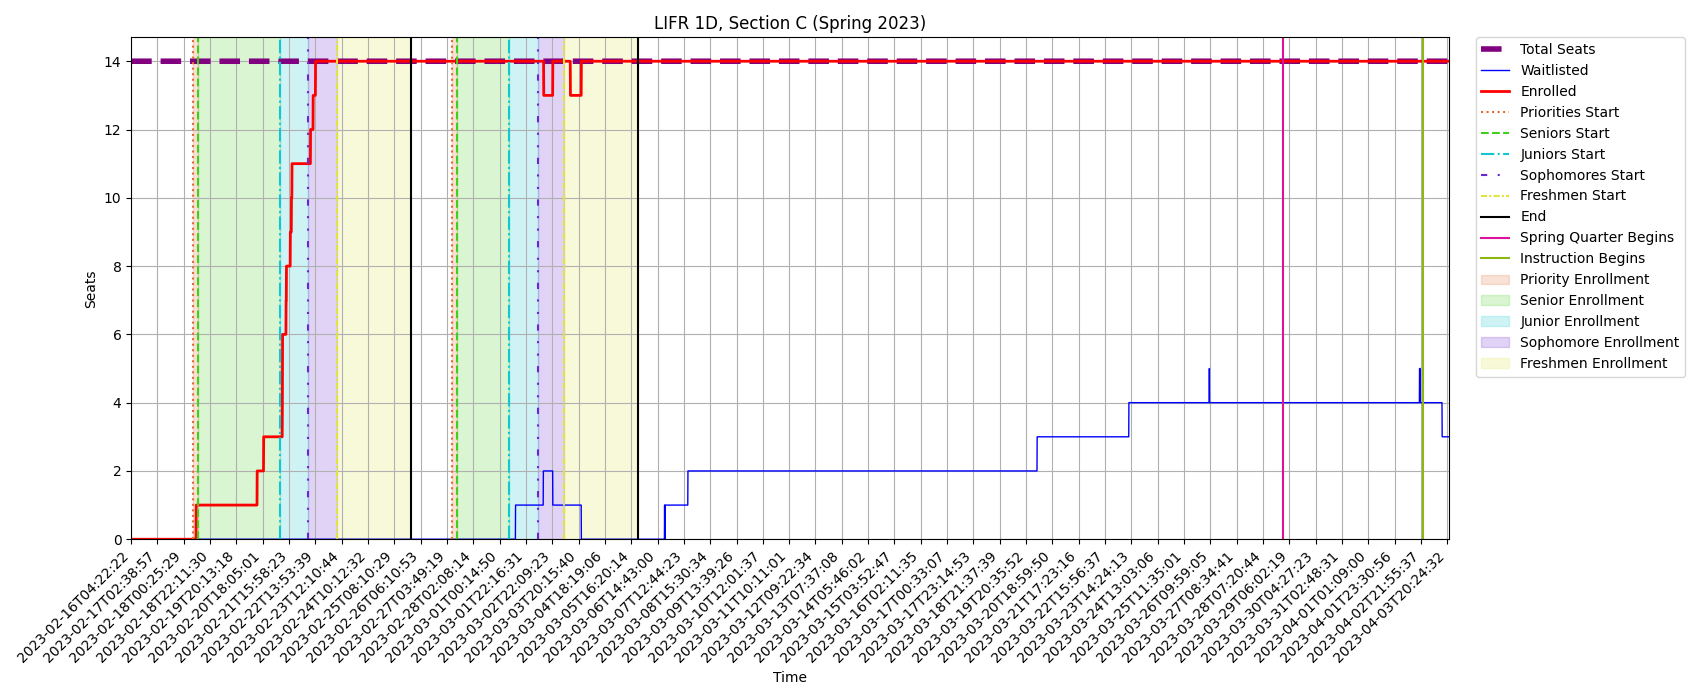 LIFR 1D, Section C (Spring 2023)
Seats
14
12
10
8
6
4
2
0
2023-02-16T04:22:22
2023-02-17T02:38:57
2023-02-18T00:25:29
2023-02-18T22:11:30
2023-02-19T20:13:18
2023-02-20T18:05:01
2023-02-21T15:58:23
2023-02-22T13:53:39
2023-02-23T12:10:44
2023-02-24T10:12:32
2023-02-25T08:10:29
2023-02-26T06:10:53
2023-02-27T03:49:19
2023-02-28T02:08:14
2023-03-01T00:14:50
2023-03-01T22:16:31
2023-03-02T22:09:23
2023-03-03T20:15:40
2023-03-04T18:19:06
2023-03-05T16:20:14
2023-03-06T14:43:00
2023-03-07T12:44:23
2023-03-08T15:30:34
2023-03-09T13:39:26
2023-03-10T12:01:37
2023-03-11T10:11:01
2023-03-12T09:22:34
2023-03-13T07:37:08
2023-03-14T05:46:02
2023-03-15T03:52:47
2023-03-16T02:11:35
2023-03-17T00:33:07
2023-03-17T23:14:53
2023-03-18T21:37:39
2023-03-19T20:35:52
2023-03-20T18:59:50
2023-03-21T17:23:16
2023-03-22T15:56:37
2023-03-23T14:24:13
2023-03-24T13:03:06
2023-03-25T11:35:01
2023-03-26T09:59:05
2023-03-27T08:34:41
2023-03-28T07:20:44
2023-03-29T06:02:19
2023-03-30T04:27:23
2023-03-31T02:48:31
2023-04-01T01:09:00
2023-04-01T23:30:56
2023-04-02T21:55:37
2023-04-03T20:24:32
Time
Total Seats
Waitlisted
Enrolled
Priorities Start
Seniors Start
Juniors Start
Sophomores Start
Freshmen Start
End
Spring Quarter Begins
Instruction Begins
Priority Enrollment
Senior Enrollment
Junior Enrollment
Sophomore Enrollment
Freshmen Enrollment